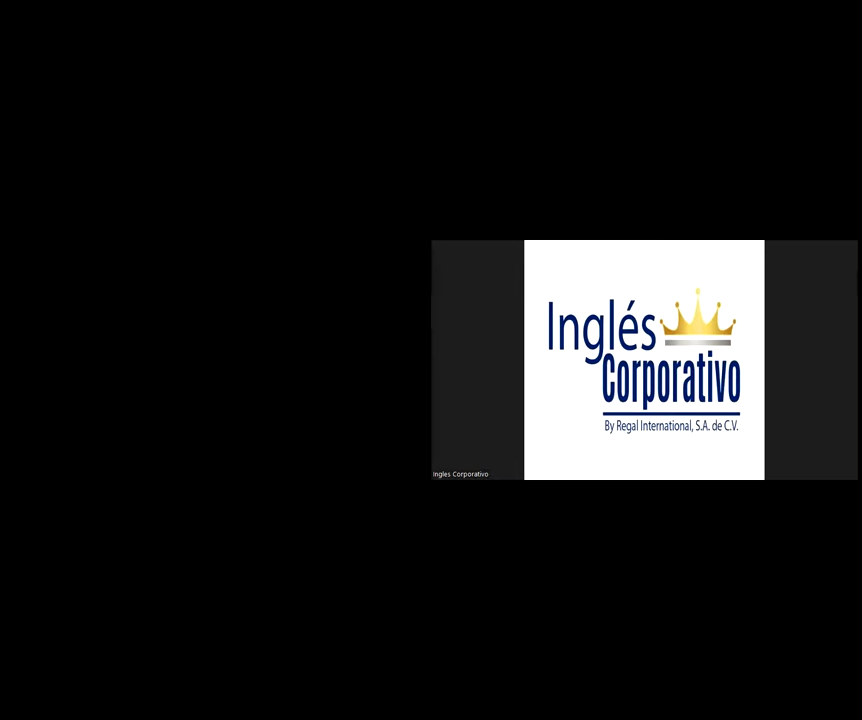 Inglés
Corporativo
By Regal International, S.A. de C.V.
Ingles Corporativo